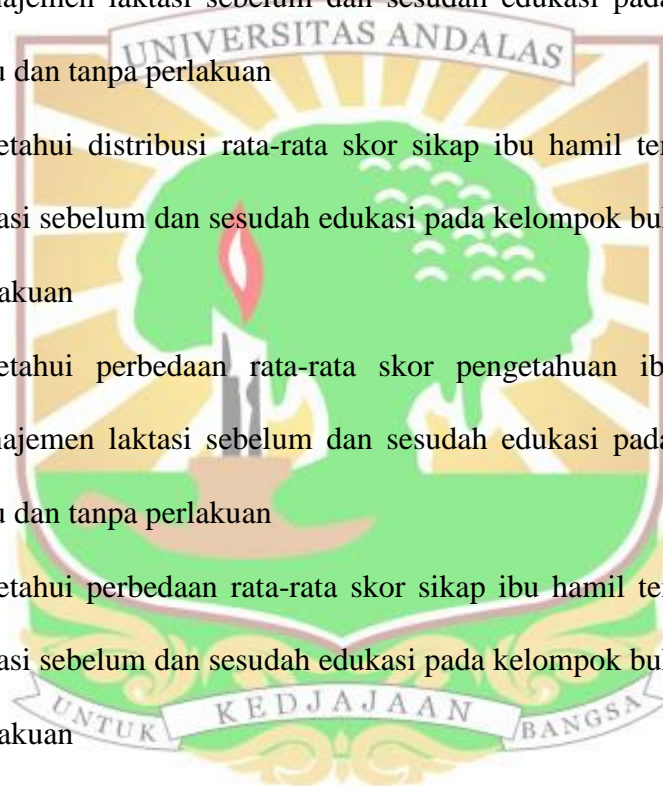 ajemen laktasi sebelum dan sesudah edukasi pada
UNIVERSITAS ANDALAS
u dan tanpa perlakuan
etahui distribusi rata-rata skor sikap ibu hamil ten
asi sebelum dan sesudah edukasi pada kelompok bu
akuan
etahui perbedaan rata-rata skor pengetahuan ib
najemen laktasi sebelum dan sesudah edukasi pada
u dan tanpa perlakuan
etahui perbedaan rata-rata skor sikap ibu hamil te
asi sebelum dan sesudah edukasi pada kelompok bu
UNTUK KEDJAJAAN BANGSA
akuan